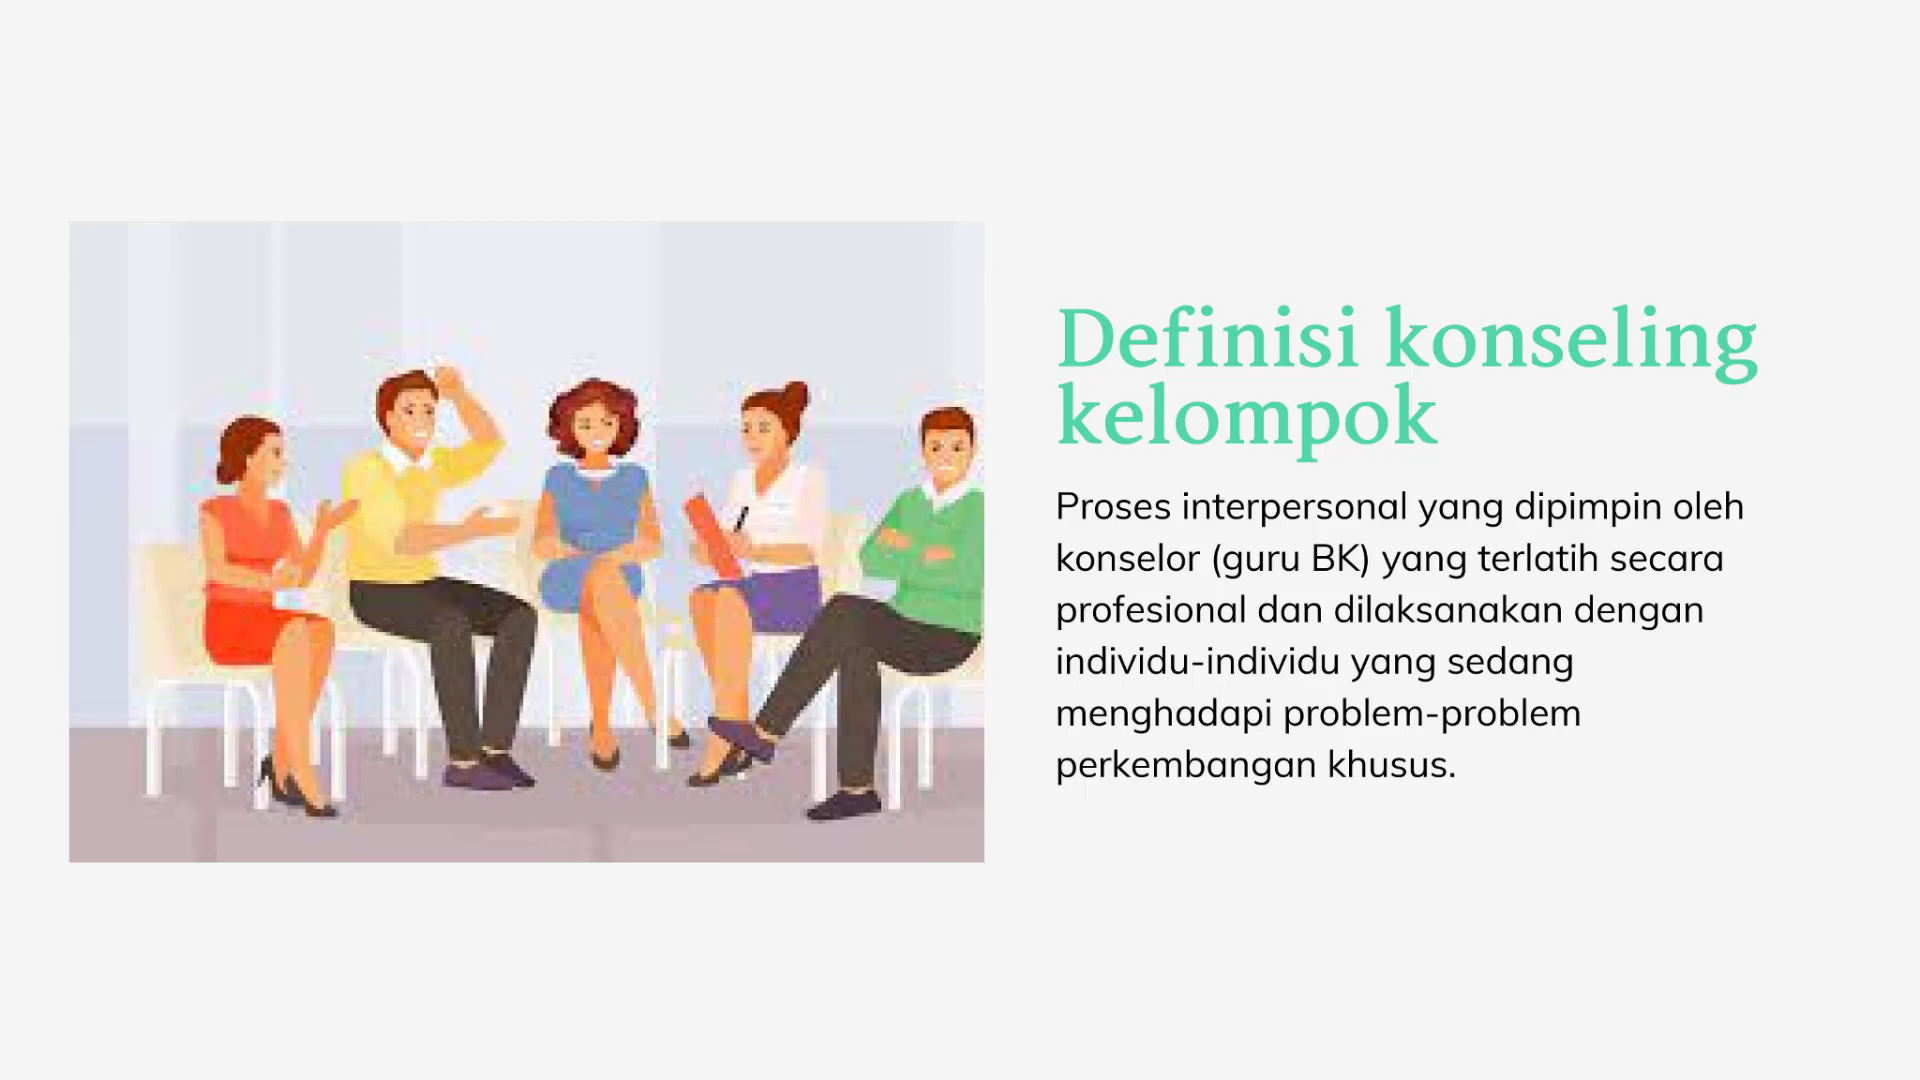 Definisi konseling
kelompok
Proses interpersonal yang dipimpin oleh
konselor (guru BK) yang terlatih secara
profesional dan dilaksanakan dengan
individu-individu yang sedang
menghadapi problem-problem
perkembangan khusus.